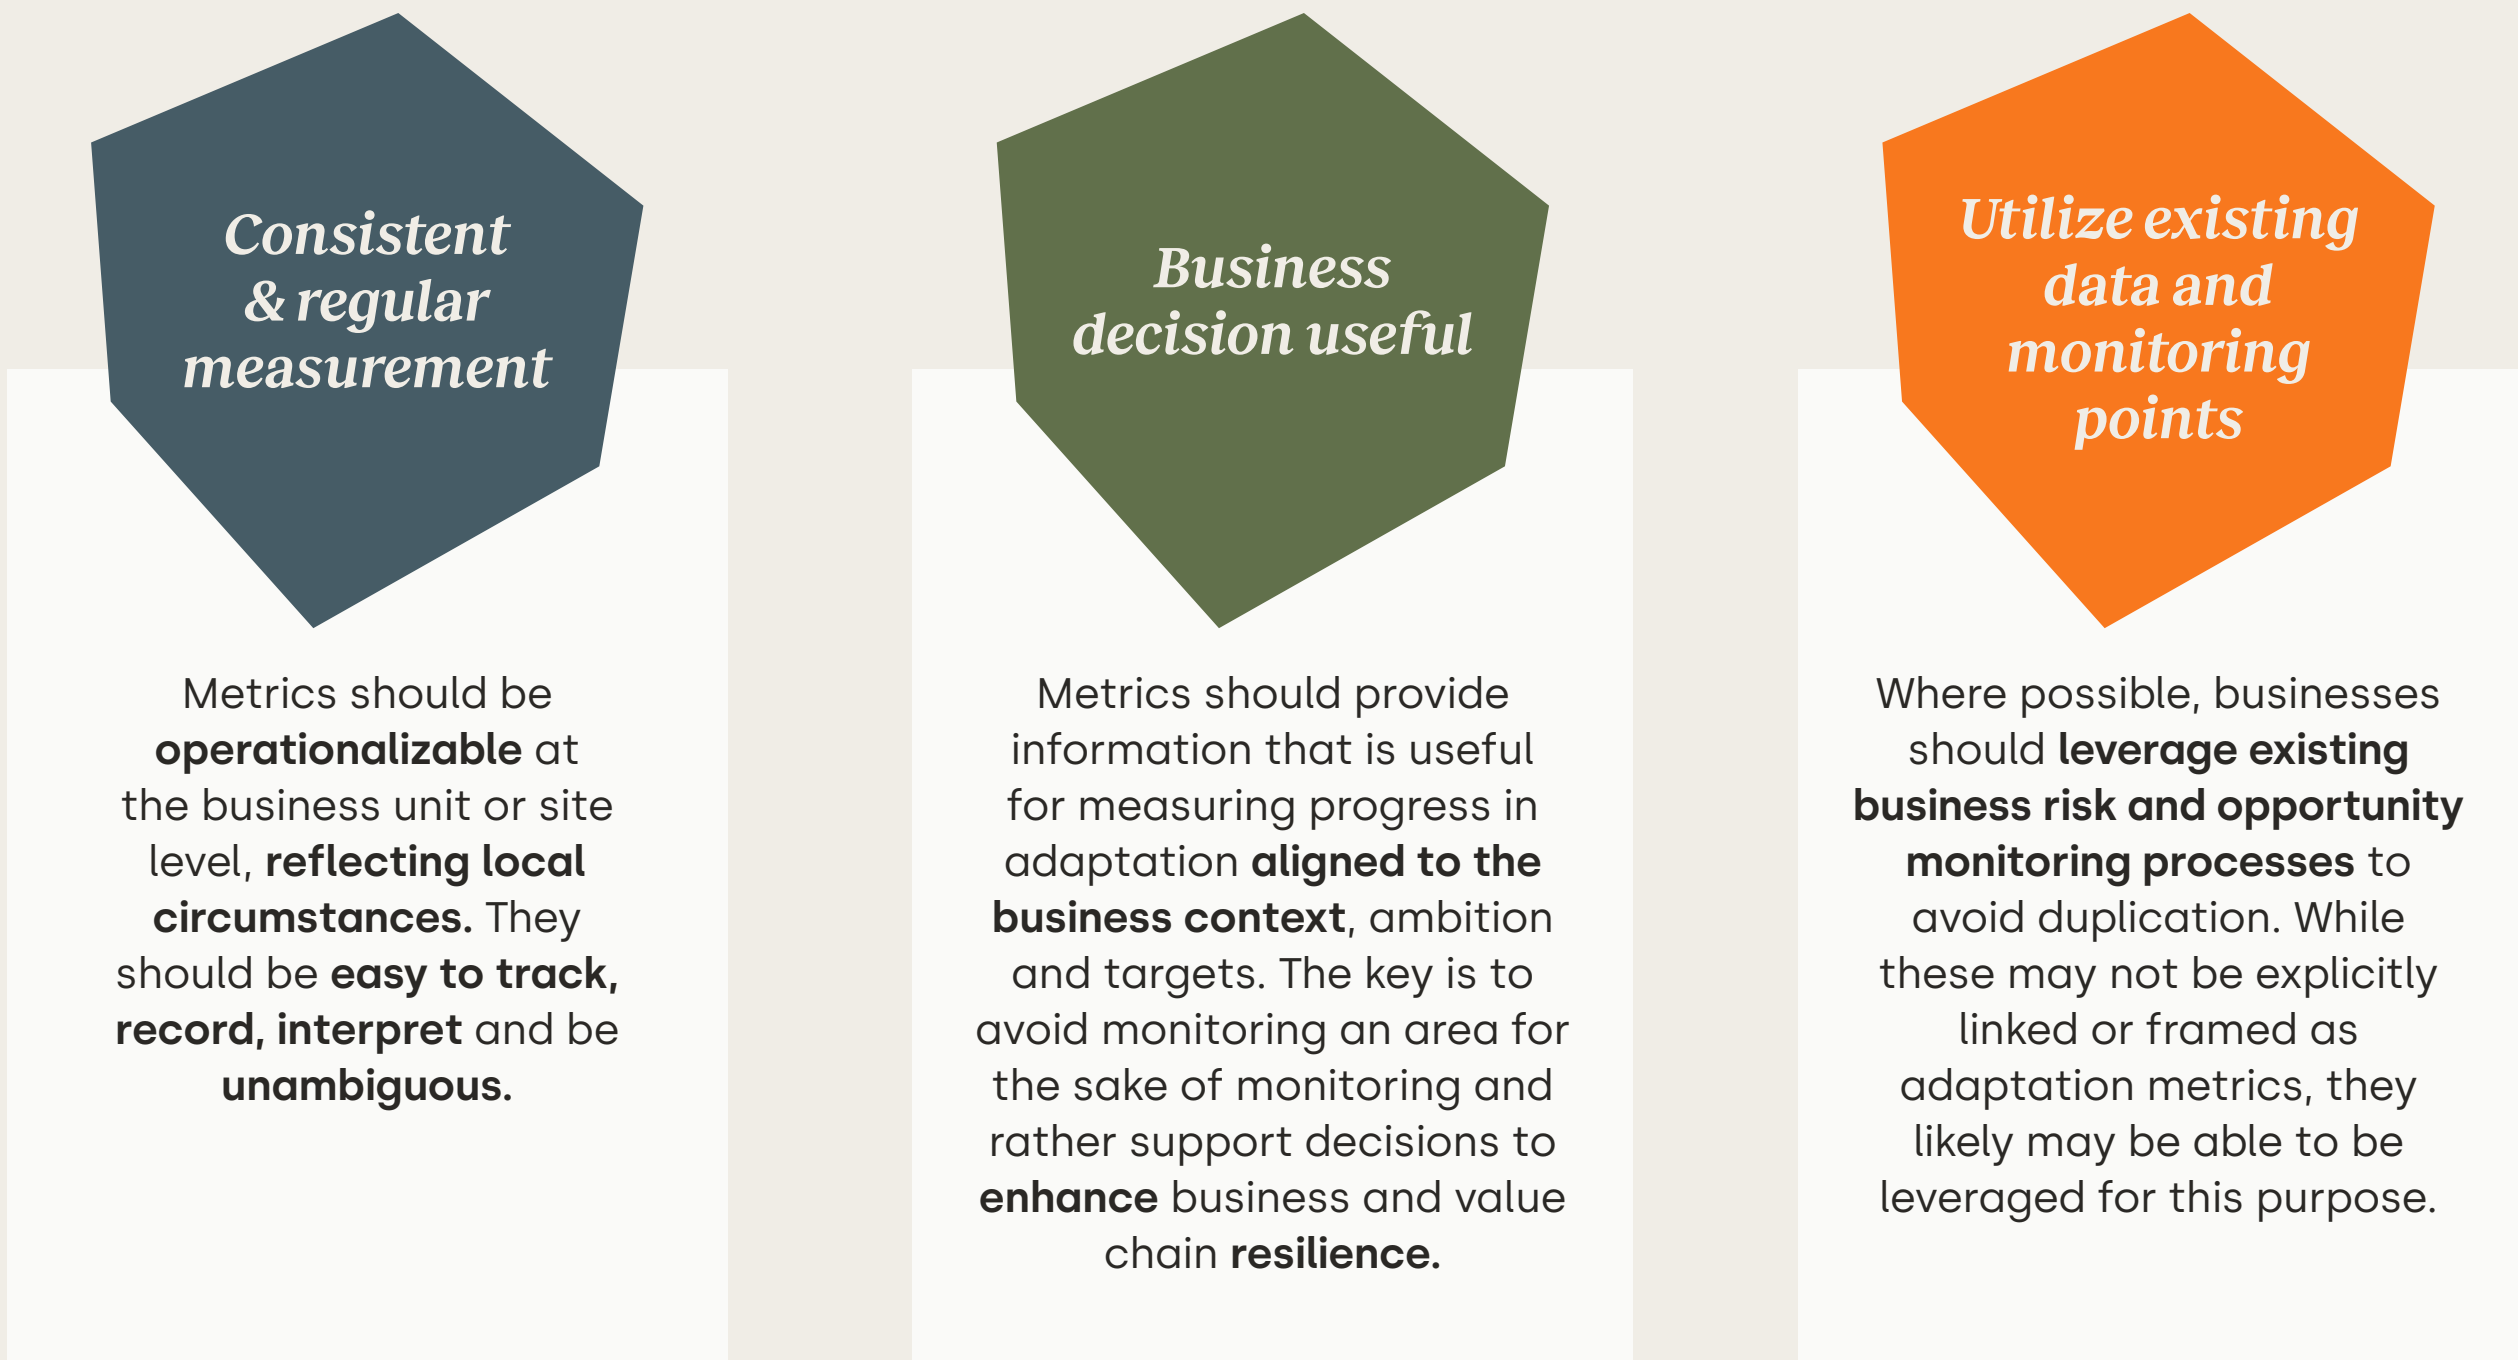 Consistent
& regular
measurement
Metrics should be
operationalizable at
the business unit or site
level, reflecting local
circumstances. They
should be easy to track,
record, interpret and be
unambiguous.
Business
decision useful
Metrics should provide
information that is useful
for measuring progress in
adaptation aligned to the
business context, ambition
and targets. The key is to
avoid monitoring an area for
the sake of monitoring and
rather support decisions to
enhance business and value
chain resilience.
Utilize existing
data and
monitoring
points
Where possible, businesses
should leverage existing
business risk and opportunity
monitoring processes to
avoid duplication. While
these may not be explicitly
linked or framed as
adaptation metrics, they
likely may be able to be
leveraged for this purpose.